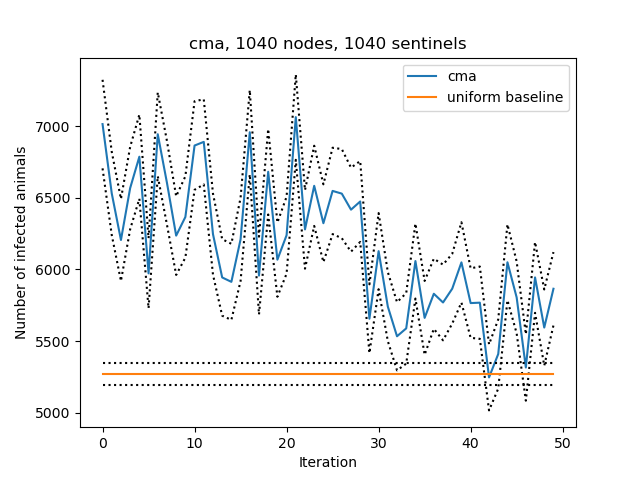 cma, 1040 nodes, 1040 sentinels
cma
uniform baseline
Number of infected animals
7000
6500
6000
5500
5000
0 10 20 30 40 50
Iteration